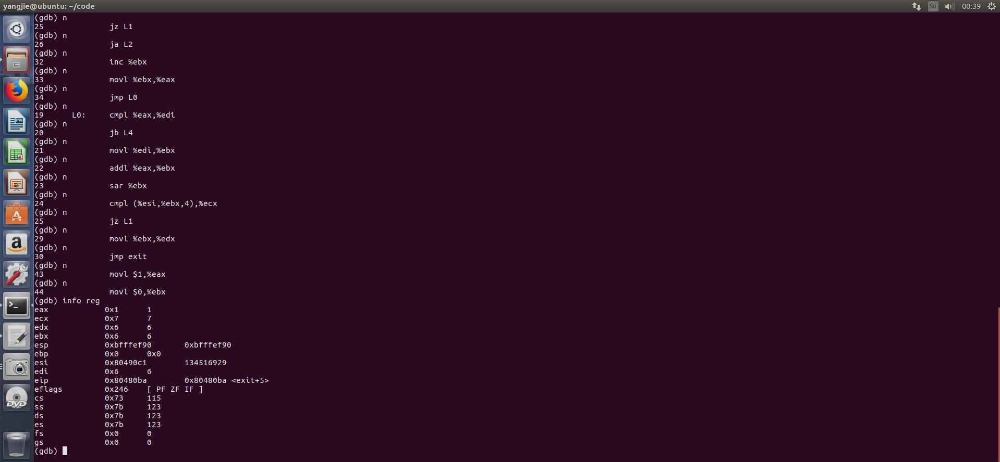 yangjie@ubuntu: ~/code Su 00:39
(gdb) n
25 jz L1
(gdb) n
26 ja L2
(gdb) n
32 inc %ebx
(gdb) n
33 movl %ebx,%eax
(gdb) n
34 jmp L0
(gdb) n
19 L0: cmpl %eax,%edi
(gdb) n
20 jb L4
(gdb) n
21 movl %edi,%ebx
(gdb) n
22 addl %eax,%ebx
(gdb) n
23 sar %ebx
(gdb) n
24 cmpl (%esi,%ebx,4),%ecx
(gdb) n
25 jz L1
(gdb) n
29 movl %ebx,%edx
(gdb) n
30 jmp exit
(gdb) n
43 movl $1,%eax
(gdb) n
44 movl $0,%ebx
(gdb) info reg
eax 0x1 1
ecx 0x7 7
edx 0x6 6
ebx 0x6 6
esp 0xbfffef90 0xbfffef90
ebp 0x0 0x0
esi 0x80490c1 134516929
edi 0x6 6
eip 0x80480ba 0x80480ba <exit+5>
eflags 0x246 [ PF ZF IF ]
cs 0x73 115
ss 0x7b 123
ds 0x7b 123
es 0x7b 123
fs 0x0 0
gs 0x0 0
(gdb)
A
a
>_
DVD